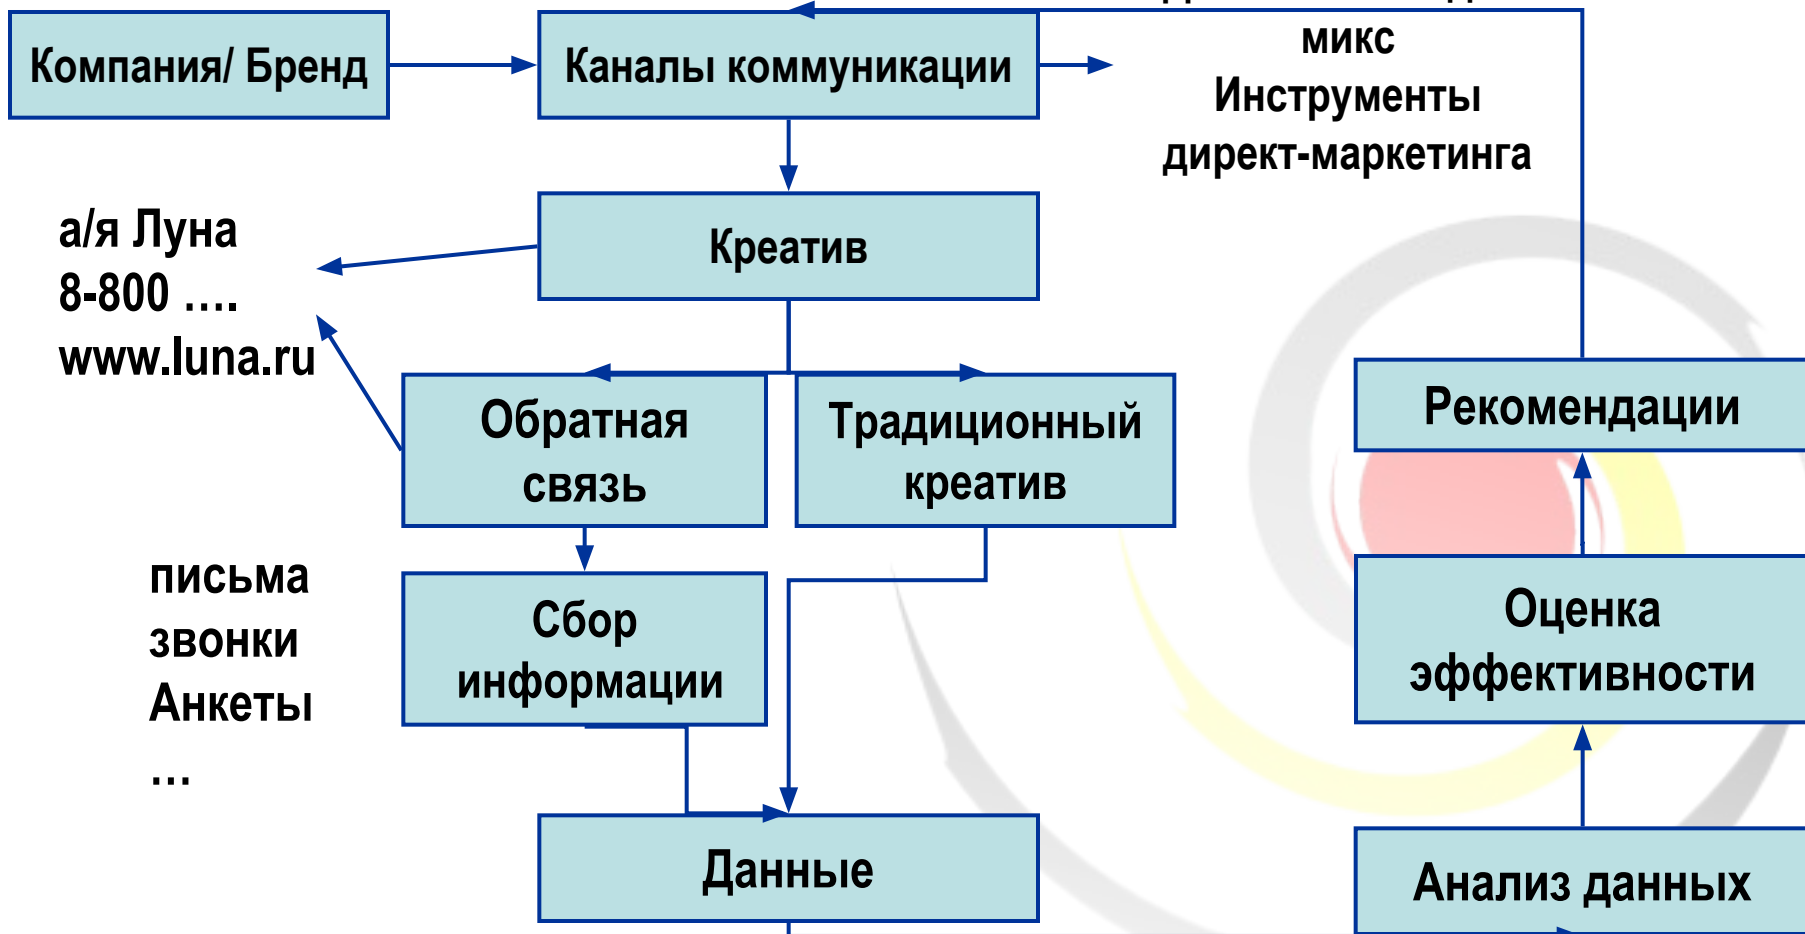 Компания/ Бренд
Каналы коммуникации
микс
Инструменты
директ-маркетинга
а/я Луна
8-800 ….
www.luna.ru
Креатив
Обратная
связь
Традиционный
креатив
Рекомендации
письма
звонки
Анкеты
…
Сбор
информации
Оценка
эффективности
Данные
Анализ данных